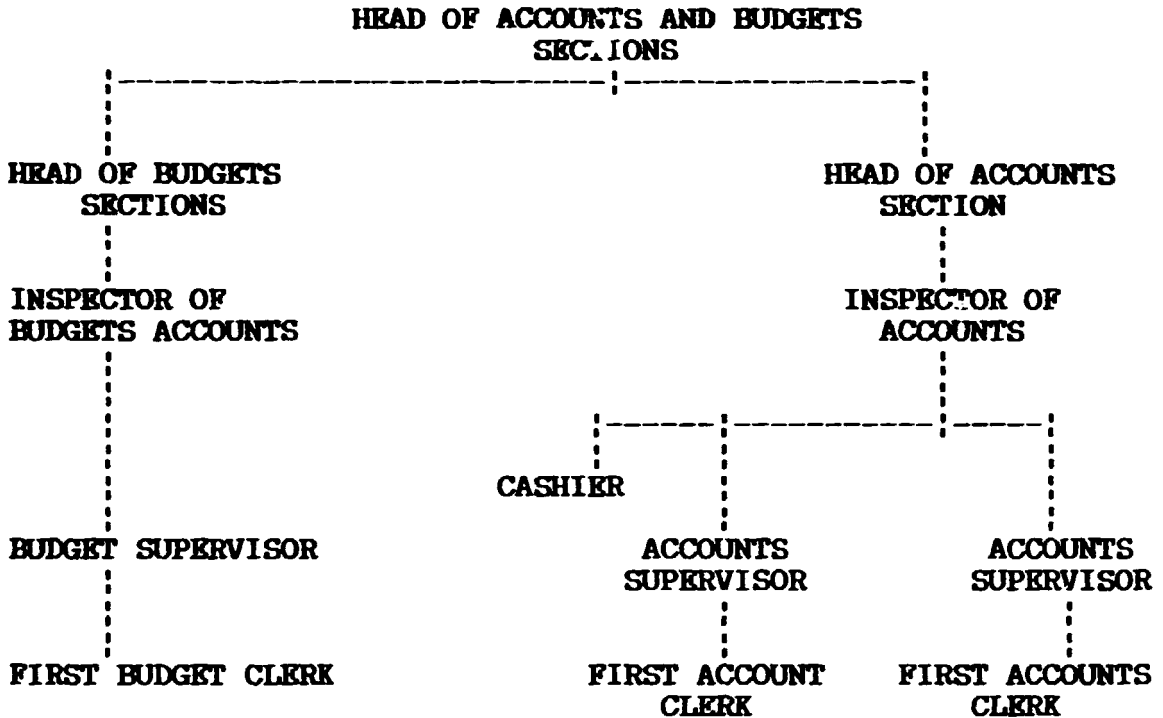 HEAD OF ACCOUNTS AND BUDGETS
SECTIONS
HEAD OF BUDGETS
SECTIONS
HEAD OF ACCOUNTS
SECTION
INSPECTOR OF
BUDGETS ACCOUNTS
INSPECTOR OF
ACCOUNTS
CASHIER
BUDGET SUPERVISOR
ACCOUNTS
SUPERVISOR
ACCOUNTS
SUPERVISOR
FIRST BUDGET CLERK
FIRST ACCOUNT
CLERK
FIRST ACCOUNTS
CLERK